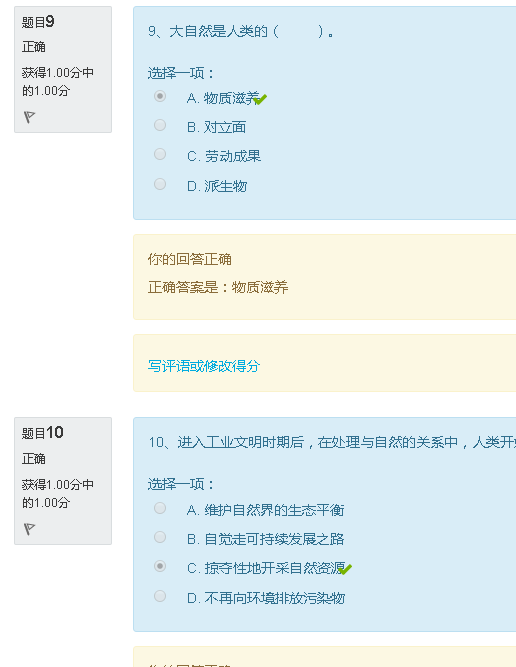 题目9
正确
获得1.00分中
的1.00分
9、大自然是人类的（　　）。
选择一项：
A. 物质滋养
B. 对立面
C. 劳动成果
D. 派生物
你的回答正确
正确答案是：物质滋养
写评语或修改得分
题目10
正确
获得1.00分中
的1.00分
10、进入工业文明时期后，在处理与自然的关系中，人类开
选择一项：
A. 维护自然界的生态平衡
B. 自觉走可持续发展之路
C. 掠夺性地开采自然资源
D. 不再向环境排放污染物